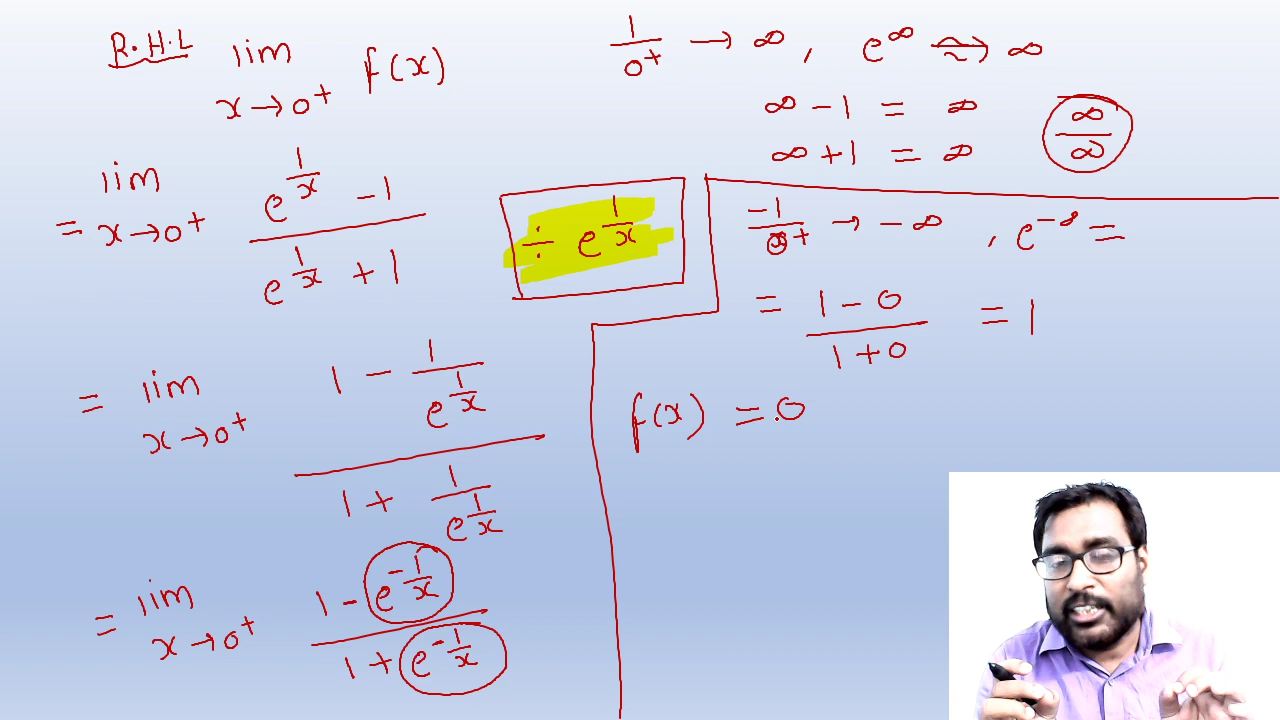 R.H.L lim x→0+ f(x)
= lim x→0+ (e^(1/x) - 1)/(e^(1/x) + 1)
÷ e^(1/x)
= lim x→0+ (1 - 1/e^(1/x))/(1 + 1/e^(1/x))
= lim x→0+ (1 - e^(-1/x))/(1 + e^(-1/x))
1/0+ → ∞, e^∞ → ∞
∞ - 1 = ∞
∞ + 1 = ∞
∞/∞
-1/0+ → -∞, e^-∞ =
= (1 - 0)/(1 + 0) = 1
f(x) = 0